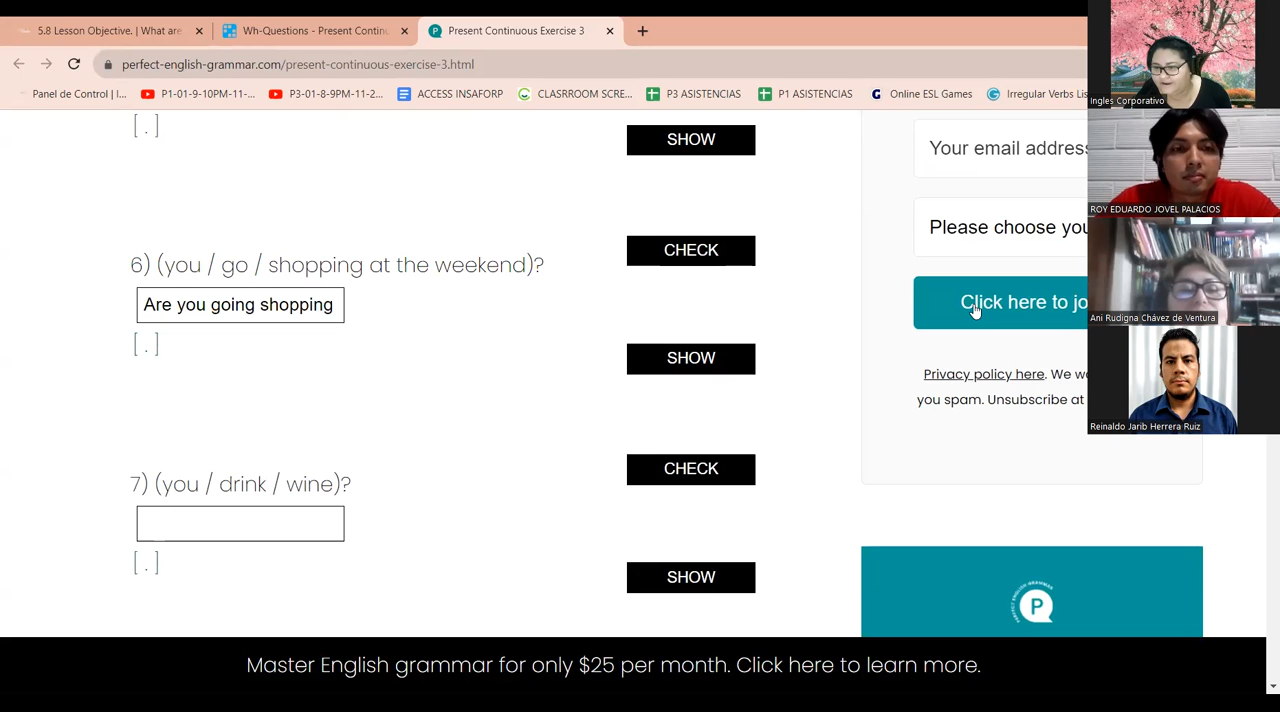 5.8 Lesson Objective. | What are
Wh-Questions - Present Continu
Present Continuous Exercise 3
perfect-english-grammar.com/present-continuous-exercise-3.html
Panel de Control | I...
P1-01-9-10PM-11-...
P3-01-8-9PM-11-2...
ACCESS INSAFORP
CLASRROOM SCRE...
P3 ASISTENCIAS
P1 ASISTENCIAS
Online ESL Games
Irregular Verbs Lis
Ingles Corporativo
[ . ]
SHOW
Your email address
ROY EDUARDO JOVEL PALACIOS
Please choose you
CHECK
6) (you / go / shopping at the weekend)?
Are you going shopping
Click here to jo
Ani Rudigna Chávez de Ventura
[ . ]
SHOW
Privacy policy here. We wo
you spam. Unsubscribe at
Reinaldo Jarib Herrera Ruiz
CHECK
7) (you / drink / wine)?
[ . ]
SHOW
PERFECT ENGLISH GRAMMAR
P
Master English grammar for only $25 per month. Click here to learn more.